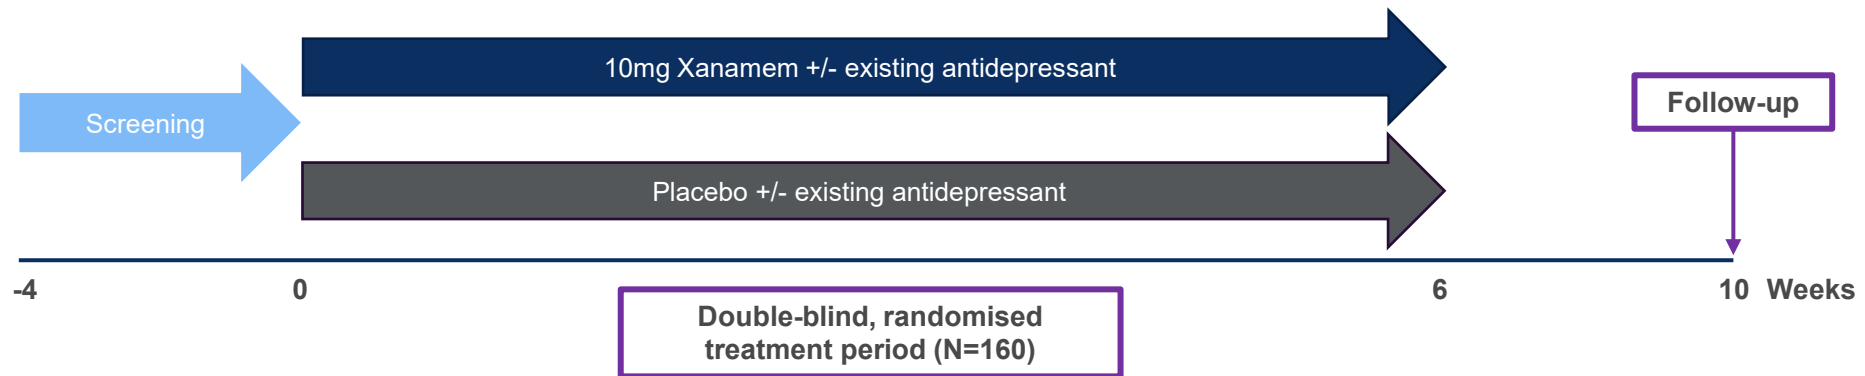 10mg Xanamem +/- existing antidepressant
Screening
Follow-up
Placebo +/- existing antidepressant
-4 0 6 10 Weeks
Double-blind, randomised
treatment period (N=160)